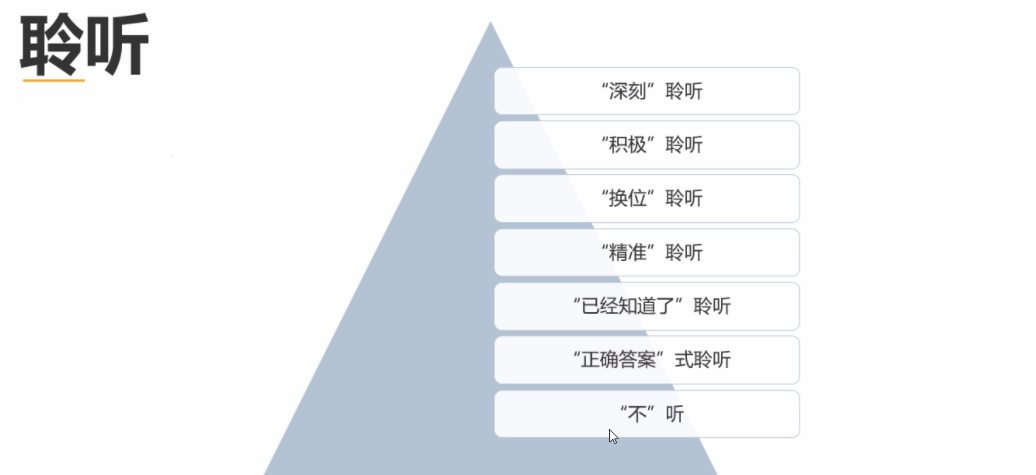 聆听
“深刻”聆听
“积极”聆听
“换位”聆听
“精准”聆听
“已经知道了”聆听
“正确答案”式聆听
“不”听